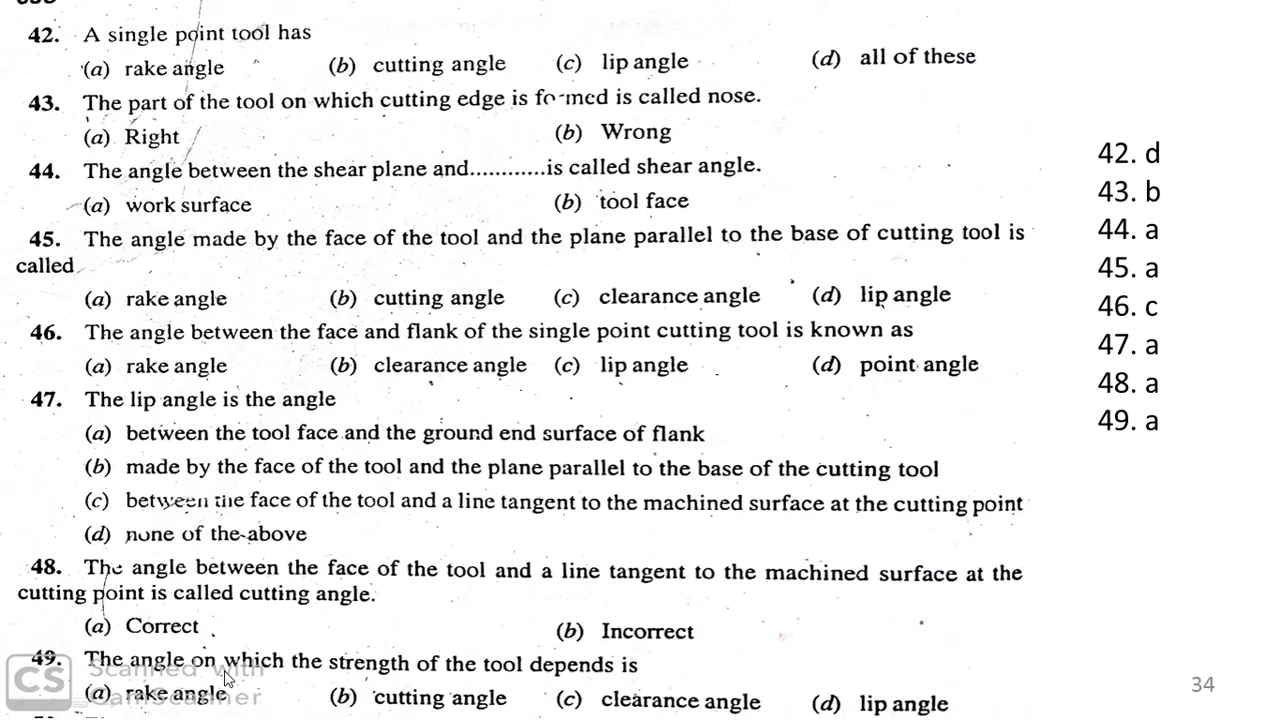 42. A single point tool has
(a) rake angle (b) cutting angle (c) lip angle (d) all of these
43. The part of the tool on which cutting edge is formed is called nose.
(a) Right (b) Wrong
44. The angle between the shear plane and............is called shear angle.
(a) work surface (b) tool face
45. The angle made by the face of the tool and the plane parallel to the base of cutting tool is
called
(a) rake angle (b) cutting angle (c) clearance angle (d) lip angle
46. The angle between the face and flank of the single point cutting tool is known as
(a) rake angle (b) clearance angle (c) lip angle (d) point angle
47. The lip angle is the angle
(a) between the tool face and the ground end surface of flank
(b) made by the face of the tool and the plane parallel to the base of the cutting tool
(c) between the face of the tool and a line tangent to the machined surface at the cutting point
(d) none of the above
48. The angle between the face of the tool and a line tangent to the machined surface at the
cutting point is called cutting angle.
(a) Correct (b) Incorrect
49. The angle on which the strength of the tool depends is
(a) rake angle (b) cutting angle (c) clearance angle (d) lip angle
42. d
43. b
44. a
45. a
46. c
47. a
48. a
49. a
CS Scanned with
CamScanner
34